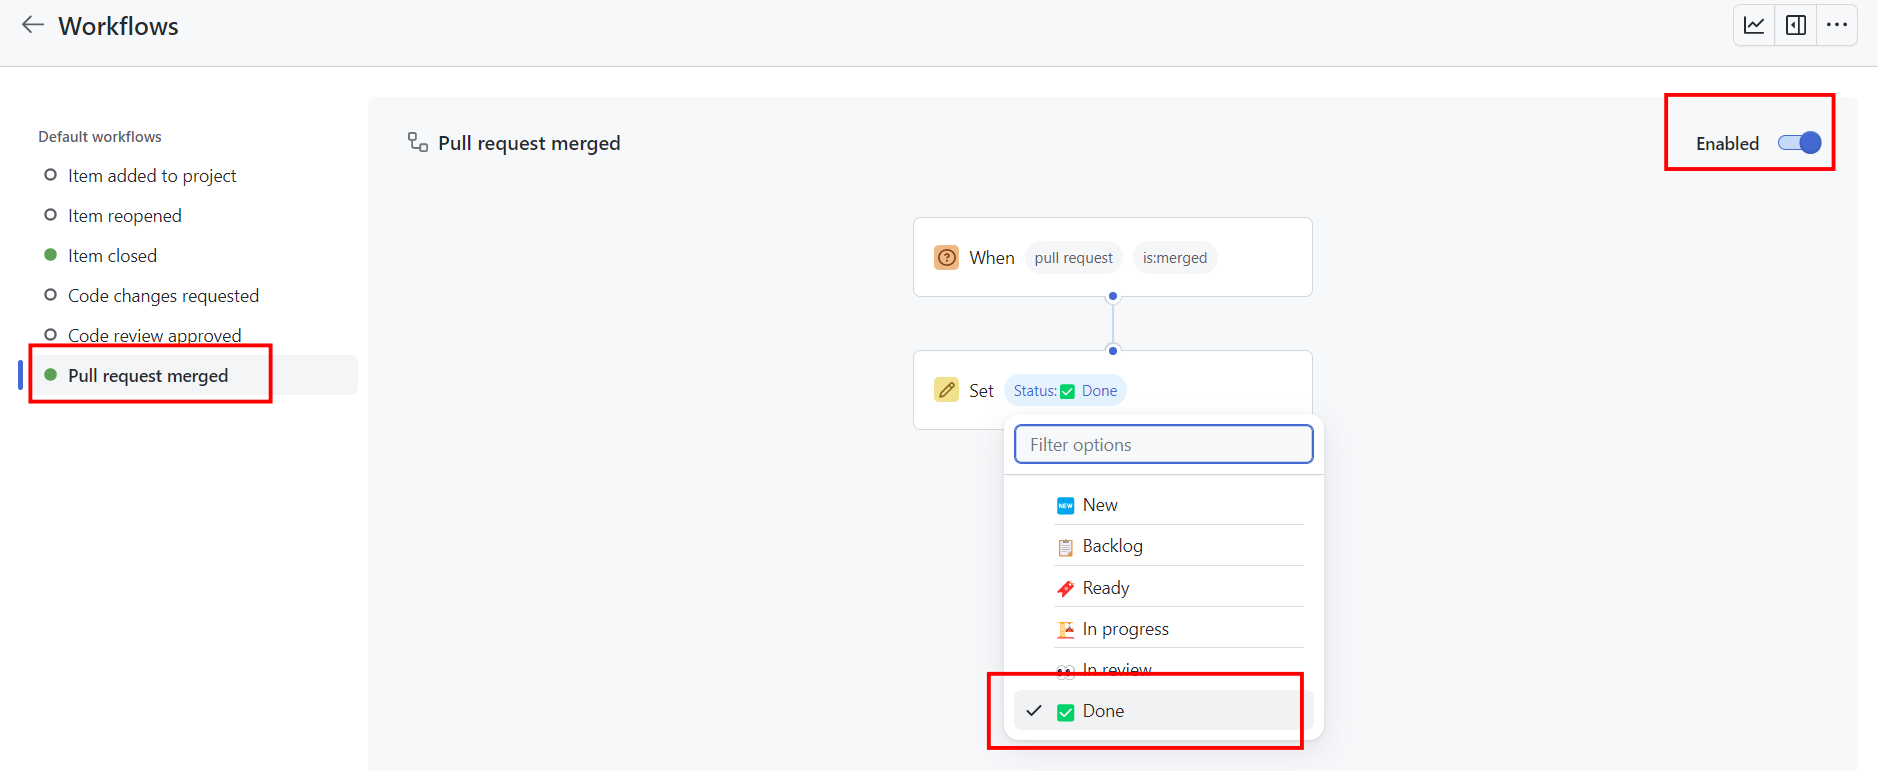 Workflows
Default workflows
Item added to project
Item reopened
Item closed
Code changes requested
Code review approved
Pull request merged
Pull request merged
Enabled
When pull request is:merged
Set Status:✅ Done
Filter options
🆕 New
📋 Backlog
🔖 Ready
🏗 In progress
👀 In review
✅ Done